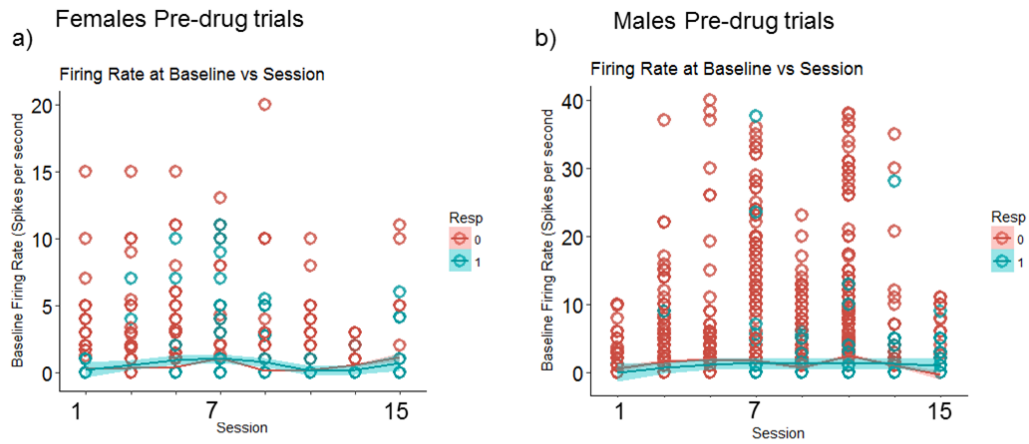 Females Pre-drug trials
a)
Firing Rate at Baseline vs Session
Baseline Firing Rate (Spikes per second
20
15
10
5
0
1
7
15
Session
Resp
0
1
Males Pre-drug trials
b)
Firing Rate at Baseline vs Session
Baseline Firing Rate (Spikes per second
40
30
20
10
0
1
7
15
Session
Resp
0
1